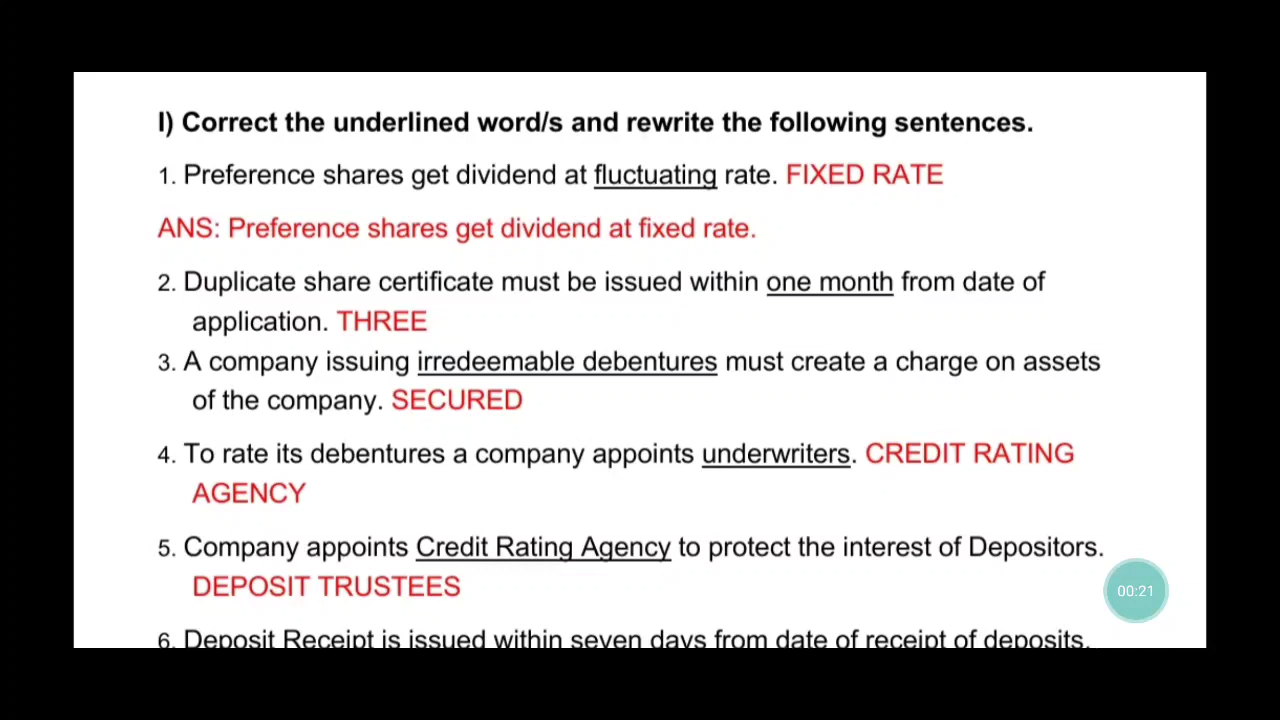 I) Correct the underlined word/s and rewrite the following sentences.
1. Preference shares get dividend at fluctuating rate. FIXED RATE
ANS: Preference shares get dividend at fixed rate.
2. Duplicate share certificate must be issued within one month from date of
application. THREE
3. A company issuing irredeemable debentures must create a charge on assets
of the company. SECURED
4. To rate its debentures a company appoints underwriters. CREDIT RATING
AGENCY
5. Company appoints Credit Rating Agency to protect the interest of Depositors.
DEPOSIT TRUSTEES
00:21
6. Deposit Receipt is issued within seven days from date of receipt of deposits.